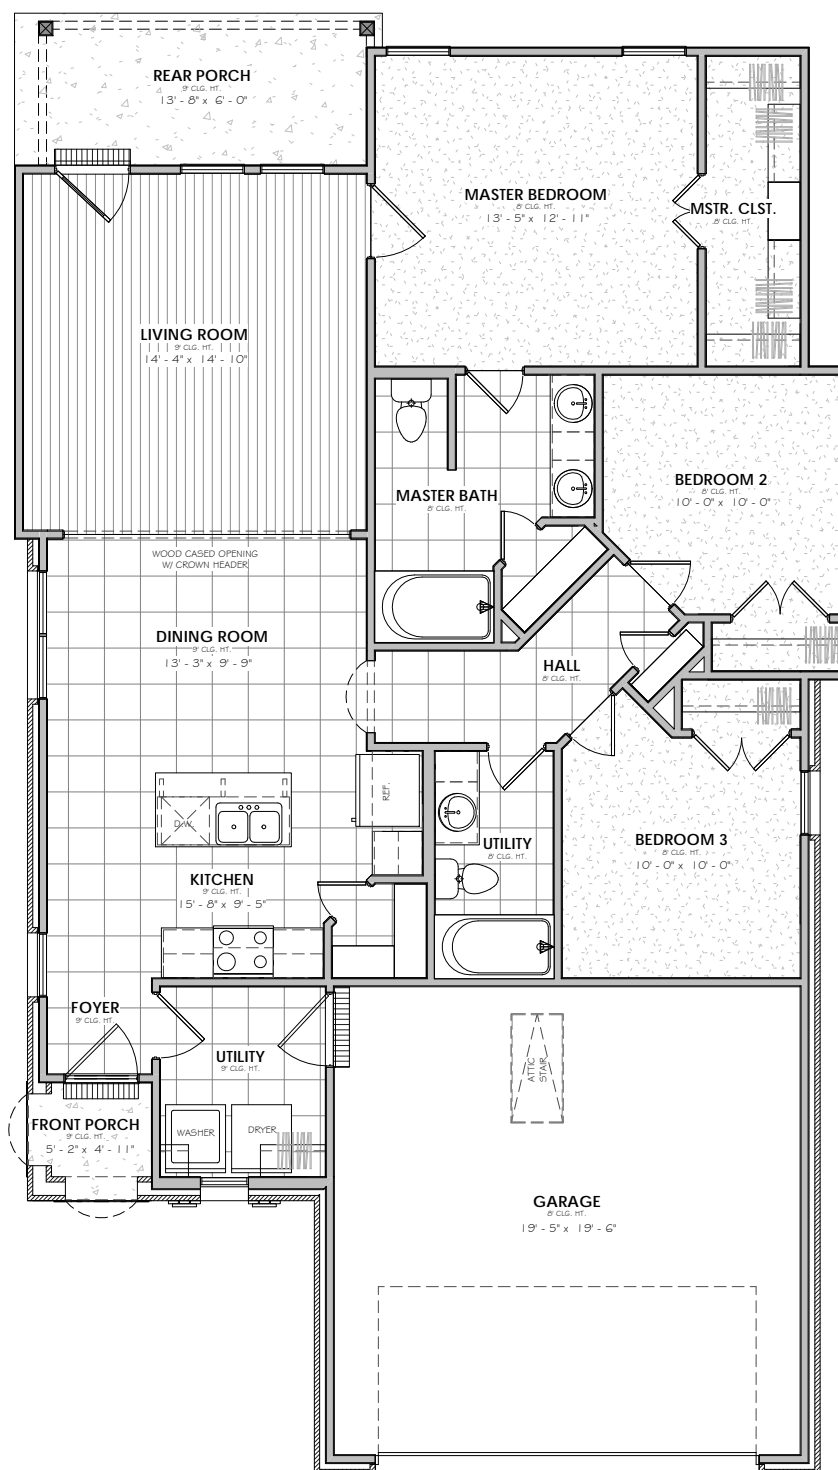 REAR PORCH
9' CLG. HT.
13' - 8" x 6' - 0"
MASTER BEDROOM
8' CLG. HT.
13' - 5" x 12' - 11"
MSTR. CLST.
8' CLG. HT.
LIVING ROOM
9' CLG. HT.
14' - 4" x 14' - 10"
BEDROOM 2
8' CLG. HT.
10' - 0" x 10' - 0"
MASTER BATH
8' CLG. HT.
WOOD CASED OPENING
W/ CROWN HEADER
DINING ROOM
9' CLG. HT.
13' - 3" x 9' - 9"
HALL
8' CLG. HT.
REF.
D.W.
UTILITY
8' CLG. HT.
BEDROOM 3
8' CLG. HT.
10' - 0" x 10' - 0"
KITCHEN
9' CLG. HT.
15' - 8" x 9' - 5"
FOYER
9' CLG. HT.
UTILITY
9' CLG. HT.
ATTIC
STAIR
WASHER
DRYER
FRONT PORCH
9' CLG. HT.
5' - 2" x 4' - 11"
GARAGE
8' CLG. HT.
19' - 5" x 19' - 6"